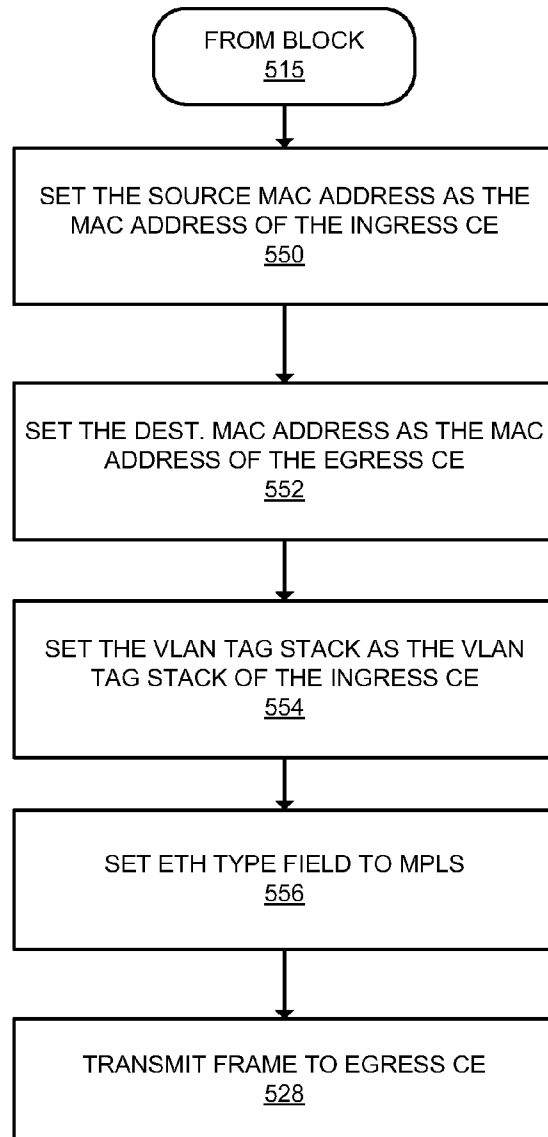 FROM BLOCK
515
SET THE SOURCE MAC ADDRESS AS THE
MAC ADDRESS OF THE INGRESS CE
550
SET THE DEST. MAC ADDRESS AS THE MAC
ADDRESS OF THE EGRESS CE
552
SET THE VLAN TAG STACK AS THE VLAN
TAG STACK OF THE INGRESS CE
554
SET ETH TYPE FIELD TO MPLS
556
TRANSMIT FRAME TO EGRESS CE
528